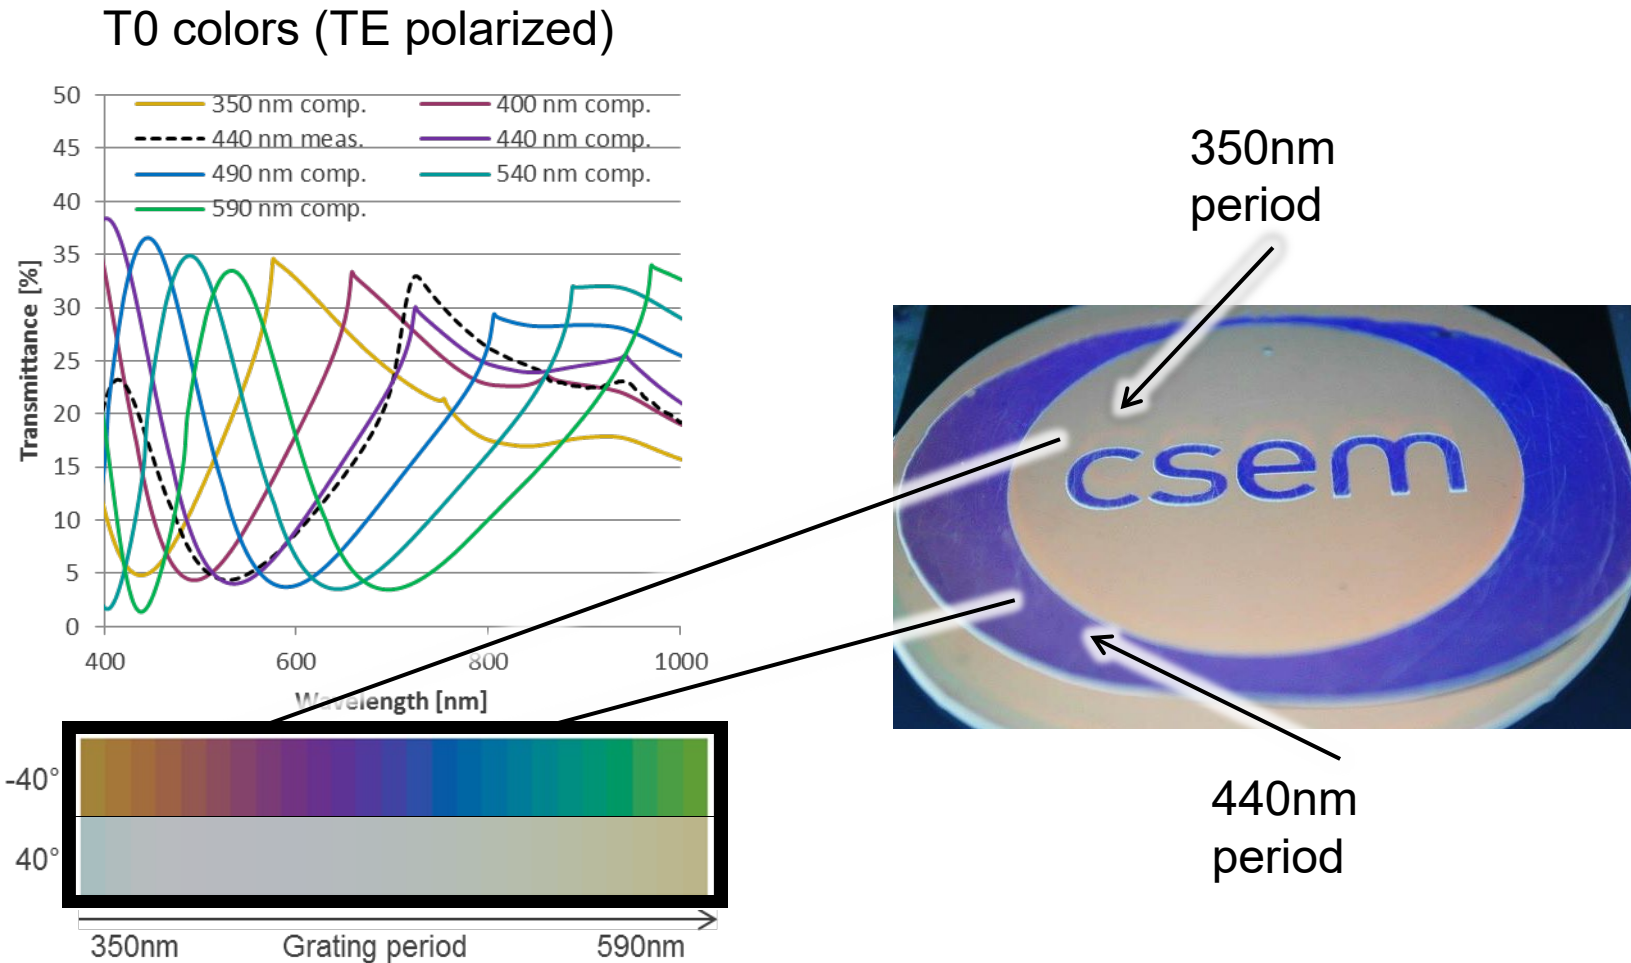 T0 colors (TE polarized)
50
45
40
35
30
25
20
15
10
5
0
Transmittance [%]
350 nm comp.
400 nm comp.
440 nm meas.
440 nm comp.
490 nm comp.
540 nm comp.
590 nm comp.
400
600
800
1000
Wavelength [nm]
-40°
40°
350nm
Grating period
590nm
350nm
period
csem
440nm
period